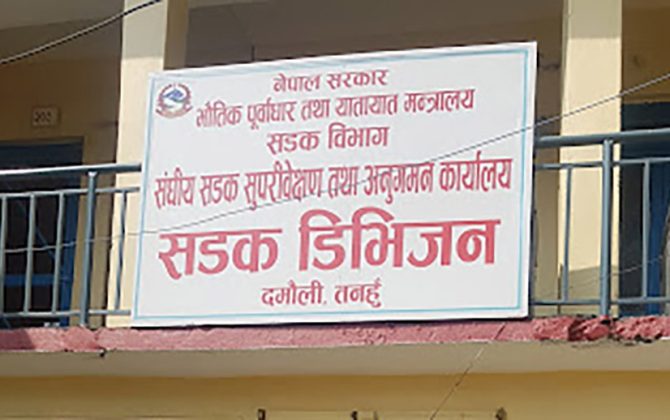 नेपाल सरकार
भौतिक पूर्वाधार तथा यातायात मन्त्रालय
सडक विभाग
संघीय सडक सुपरीवेक्षण तथा अनुगमन कार्यालय
सडक डिभिजन
दमौली, तनहुँ